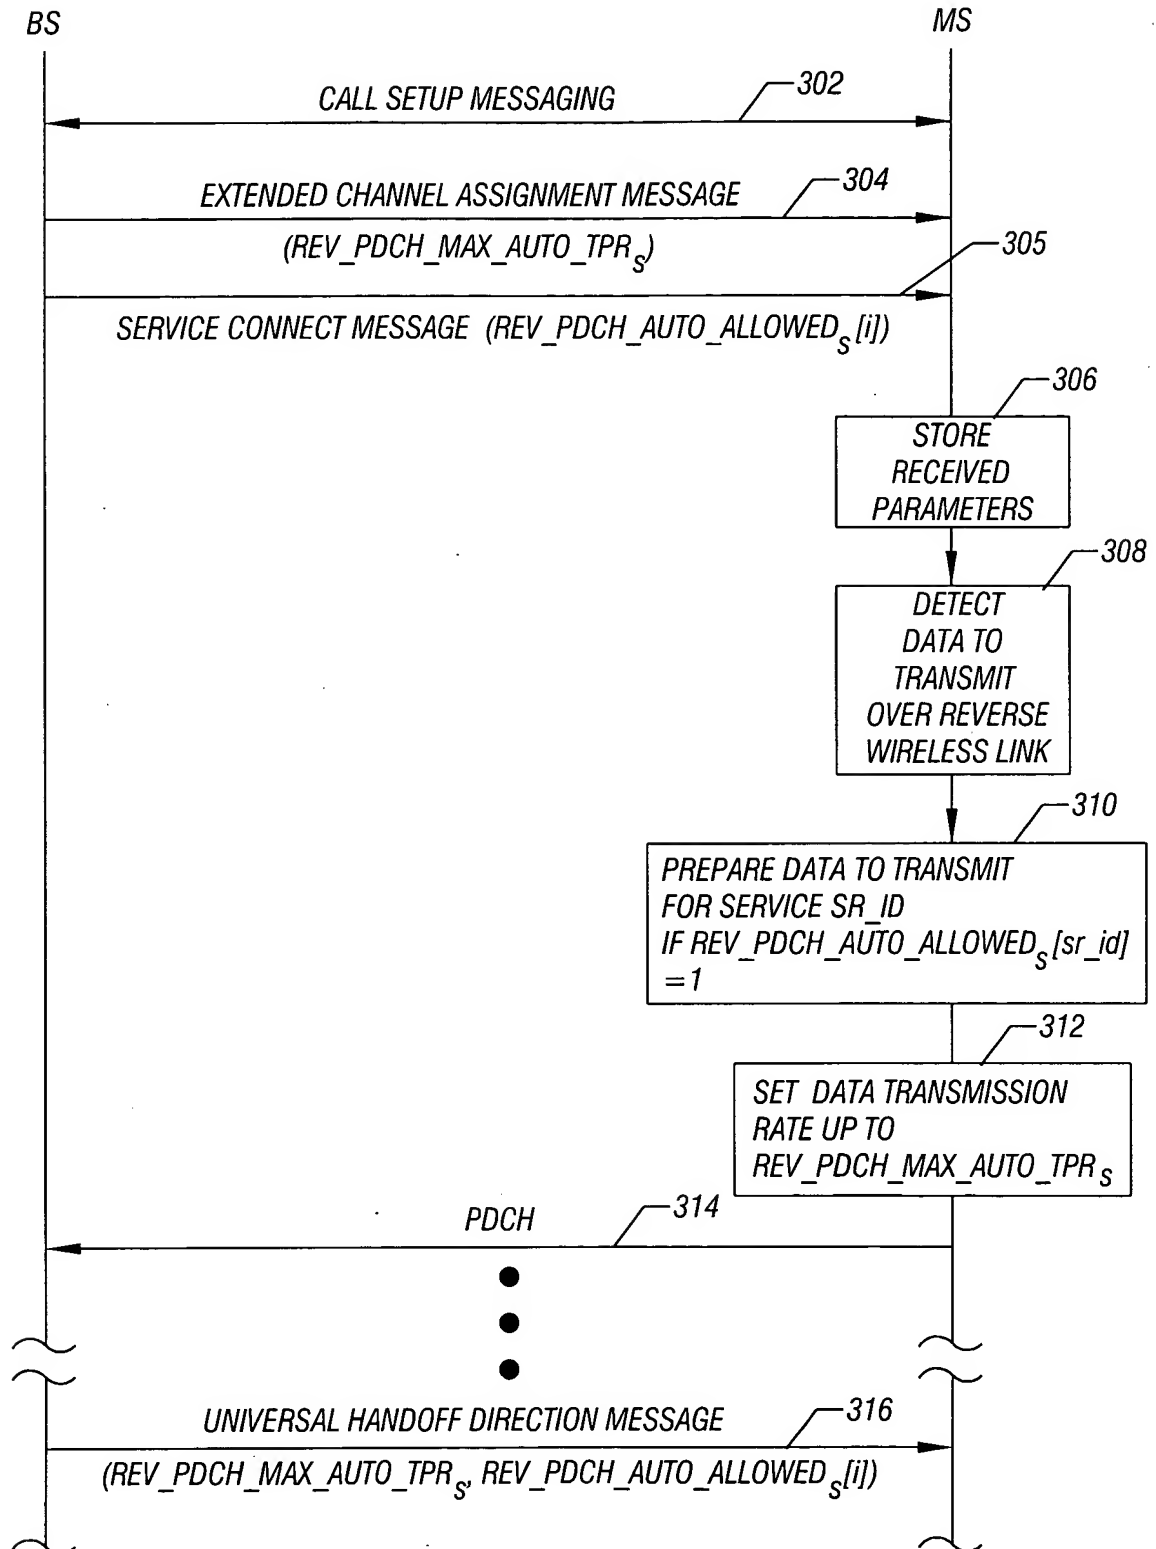 BS
MS
302
CALL SETUP MESSAGING
304
EXTENDED CHANNEL ASSIGNMENT MESSAGE
(REV_PDCH_MAX_AUTO_TPRS)
305
SERVICE CONNECT MESSAGE (REV_PDCH_AUTO_ALLOWEDS[i])
306
STORE
RECEIVED
PARAMETERS
308
DETECT
DATA TO
TRANSMIT
OVER REVERSE
WIRELESS LINK
310
PREPARE DATA TO TRANSMIT
FOR SERVICE SR_ID
IF REV_PDCH_AUTO_ALLOWEDS[sr_id]
=1
312
SET DATA TRANSMISSION
RATE UP TO
REV_PDCH_MAX_AUTO_TPRS
PDCH
314
UNIVERSAL HANDOFF DIRECTION MESSAGE
316
(REV_PDCH_MAX_AUTO_TPRS, REV_PDCH_AUTO_ALLOWEDS[i])